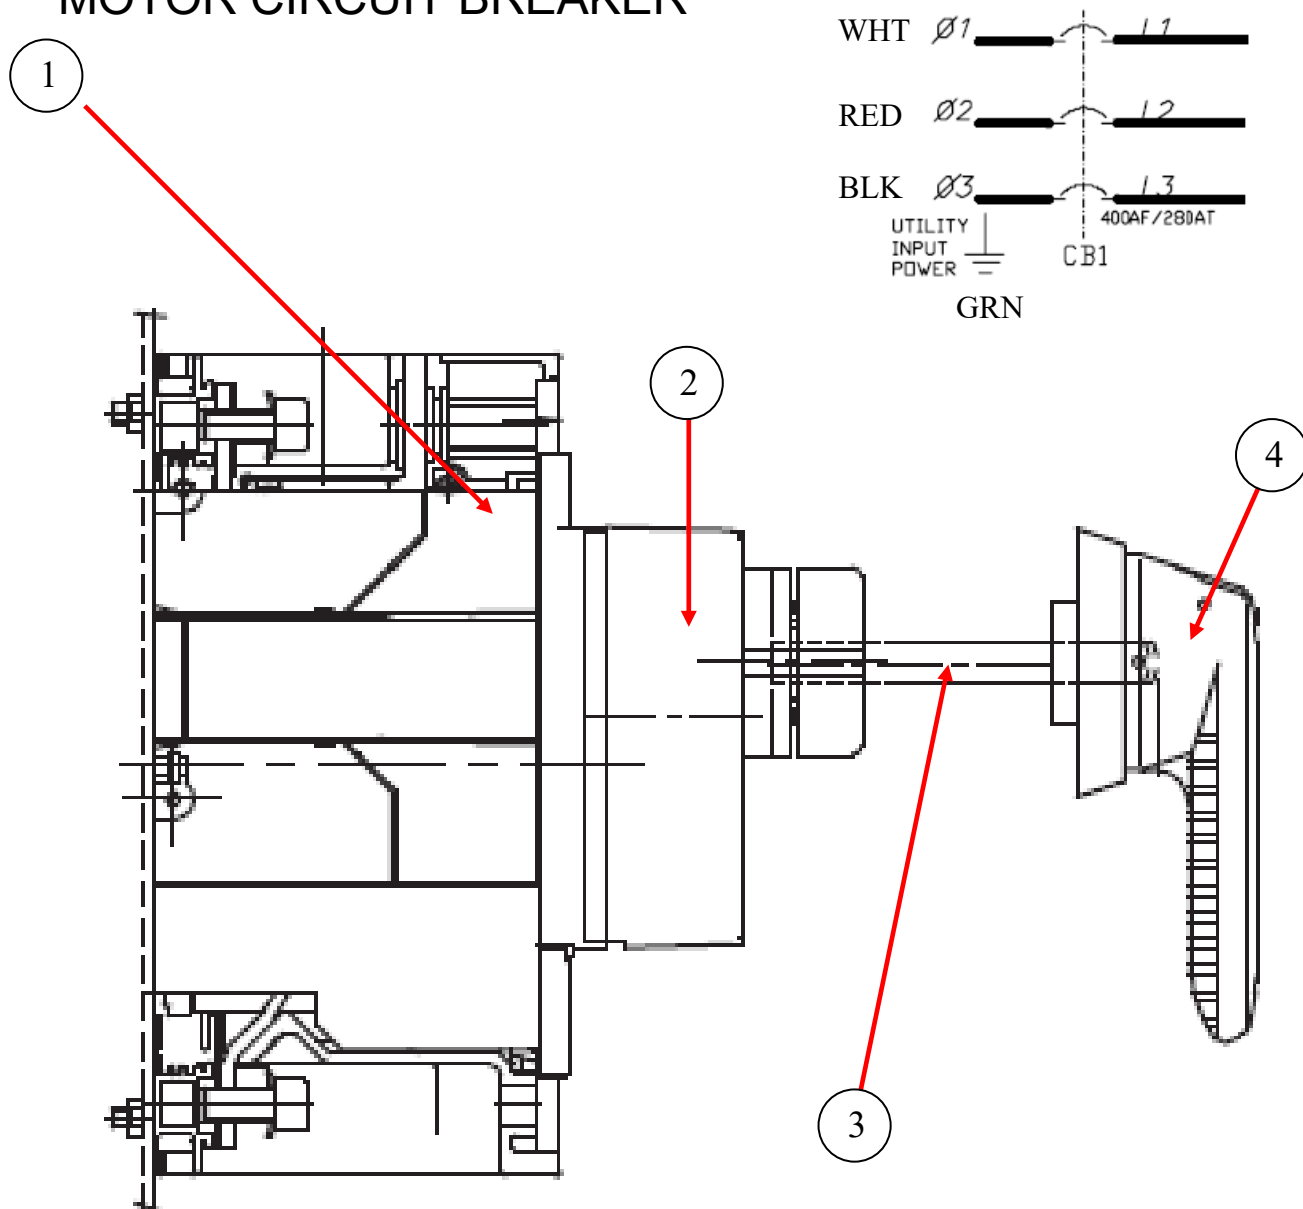 MOTOR CIRCUIT BREAKER
WHT Ø1 L1
RED Ø2 L2
BLK Ø3 L3
400AF/280AT
UTILITY
INPUT
POWER
CB1
GRN
1
2
4
3